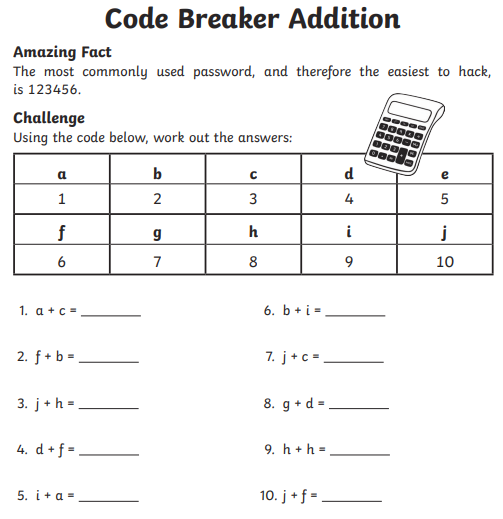 Code Breaker Addition
Amazing Fact
The most commonly used password, and therefore the easiest to hack,
is 123456.
Challenge
Using the code below, work out the answers:
a b c d e
1 2 3 4 5
f g h i j
6 7 8 9 10
1. a + c = ________
2. f + b = ________
3. j + h = ________
4. d + f = ________
5. i + a = ________
6. b + i = ________
7. j + c = ________
8. g + d = ________
9. h + h = ________
10. j + f = ________